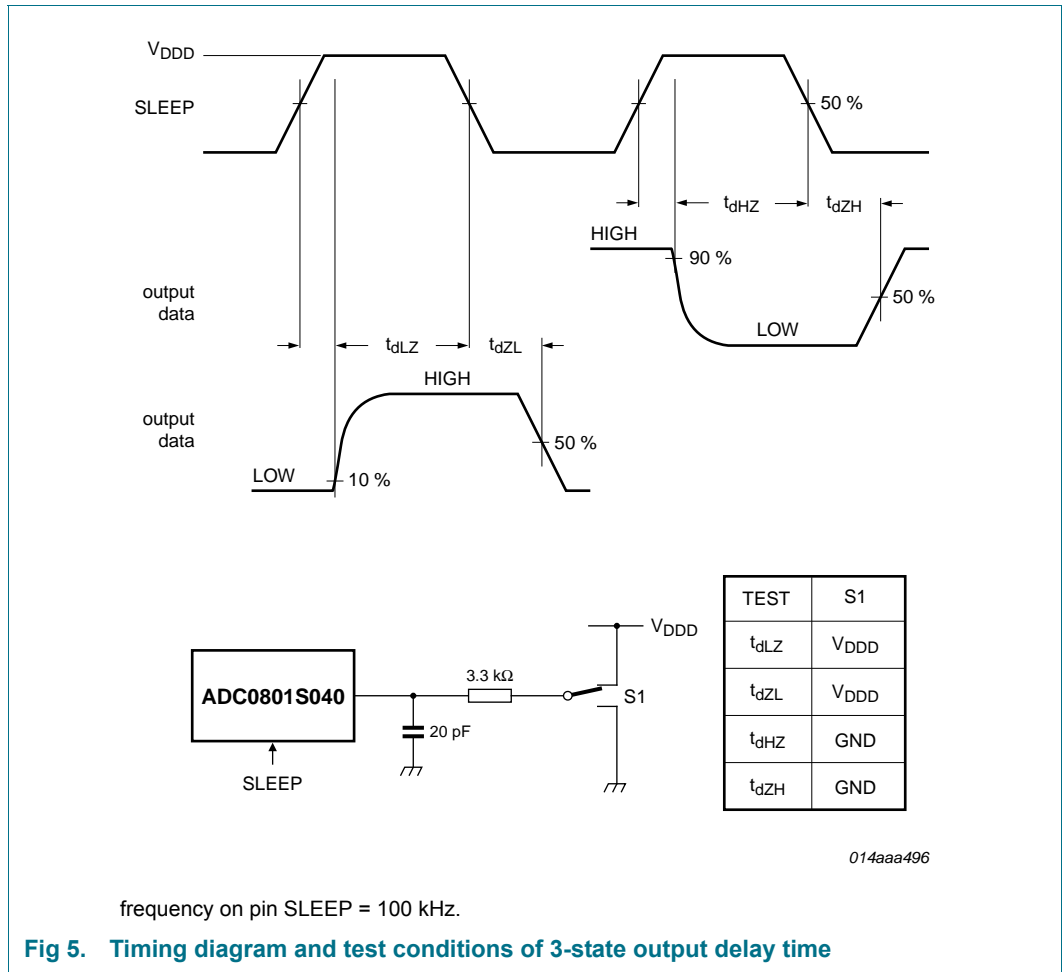 VDDD
SLEEP
50 %
tdHZ
tdZH
HIGH
90 %
output
data
50 %
LOW
tdLZ
tdZL
HIGH
output
data
50 %
LOW
10 %
TEST S1
tdLZ VDDD
tdZL VDDD
tdHZ GND
tdZH GND
VDDD
3.3 kΩ
ADC0801S040
S1
20 pF
SLEEP
014aaa496
frequency on pin SLEEP = 100 kHz.
Fig 5. Timing diagram and test conditions of 3-state output delay time